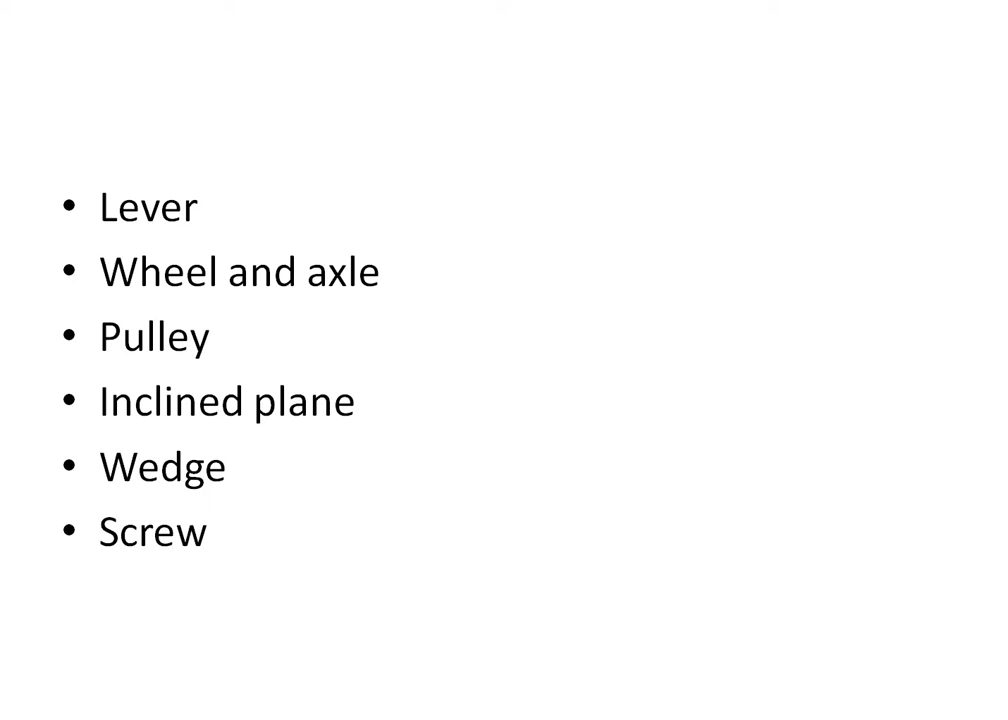 • Lever
• Wheel and axle
• Pulley
• Inclined plane
• Wedge
• Screw